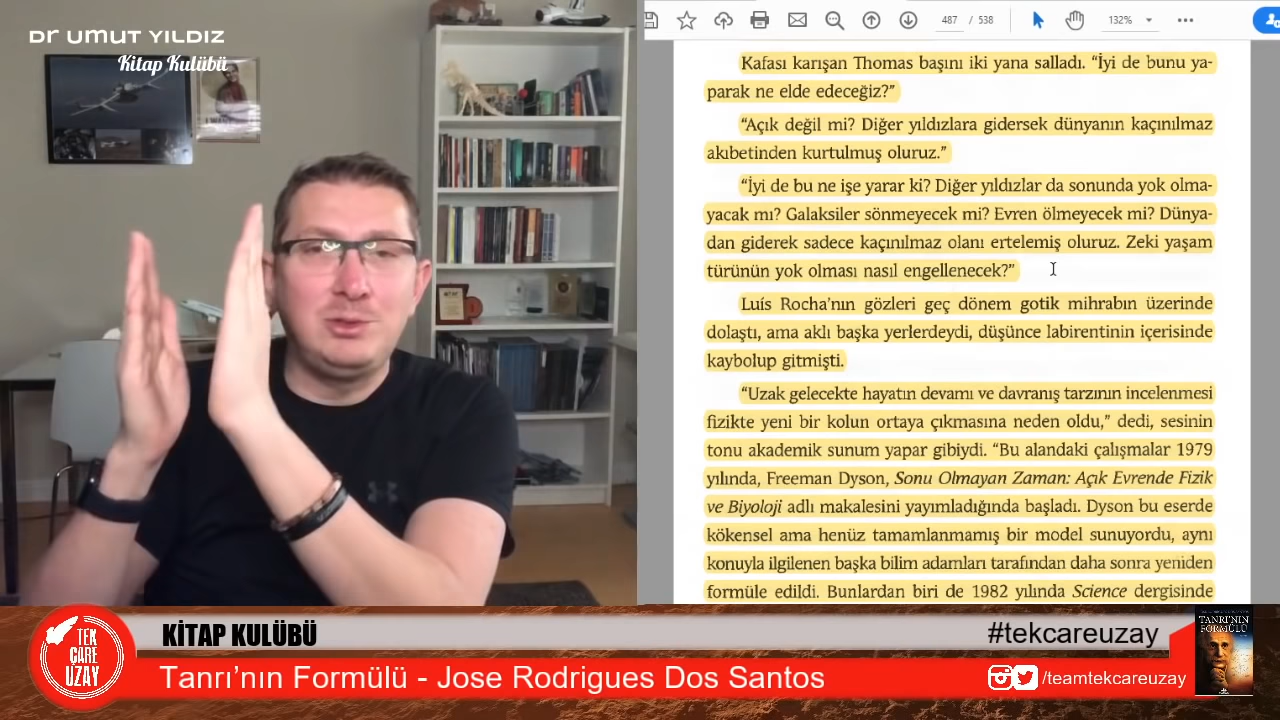 Dr UMUT YILDIZ
Kitap Kulübü
487 / 538
132%
Kafası karışan Thomas başını iki yana salladı. “İyi de bunu ya-
parak ne elde edeceğiz?”
“Açık değil mi? Diğer yıldızlara gidersek dünyanın kaçınılmaz
akıbetinden kurtulmuş oluruz.”
“İyi de bu ne işe yarar ki? Diğer yıldızlar da sonunda yok olma-
yacak mı? Galaksiler sönmeyecek mi? Evren ölmeyecek mi? Dünya-
dan giderek sadece kaçınılmaz olanı ertelemiş oluruz. Zeki yaşam
türünün yok olması nasıl engellenecek?”
Luís Rocha’nın gözleri geç dönem gotik mihrabın üzerinde
dolaştı, ama aklı başka yerlerdeydi, düşünce labirentinin içerisinde
kaybolup gitmişti.
“Uzak gelecekte hayatın devamı ve davranış tarzının incelenmesi
fizikte yeni bir kolun ortaya çıkmasına neden oldu,” dedi, sesinin
tonu akademik sunum yapar gibiydi. “Bu alandaki çalışmalar 1979
yılında, Freeman Dyson, Sonu Olmayan Zaman: Açık Evrende Fizik
ve Biyoloji adlı makalesini yayımladığında başladı. Dyson bu eserde
kökensel ama henüz tamamlanmamış bir model sunuyordu, aynı
konuyla ilgilenen başka bilim adamları tarafından daha sonra yeniden
formüle edildi. Bunlardan biri de 1982 yılında Science dergisinde
TEK
ÇARE
UZAY
KİTAP KULÜBÜ
#tekcareuzay
Tanrı’nın Formülü - Jose Rodrigues Dos Santos
/teamtekcareuzay
TANRI'NIN
FORMÜLÜ